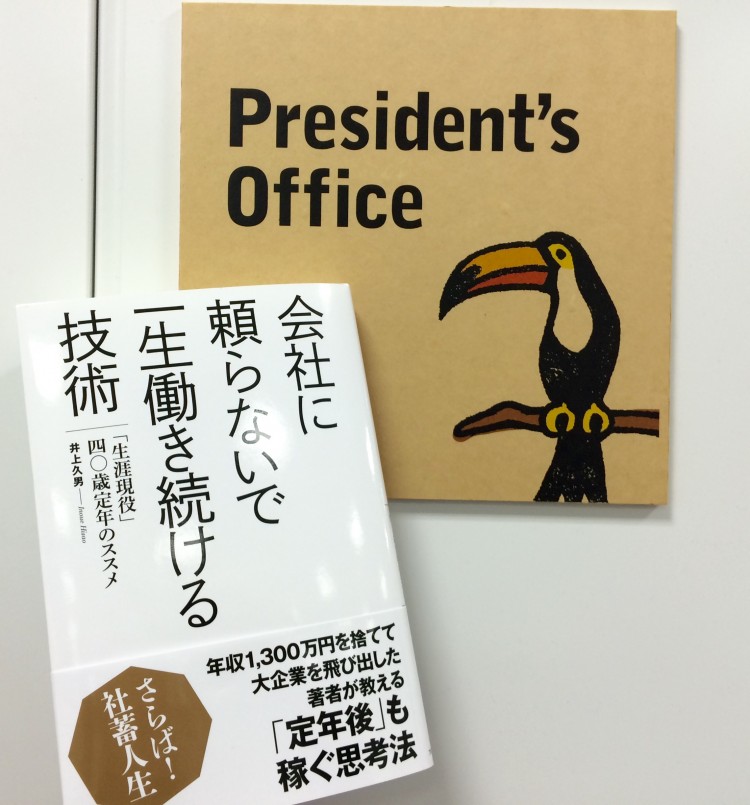 President's
Office
会社に
頼らないで
一生働き続ける
技術
「生涯現役」
四〇歳定年のススメ
井上久男——Inoue Hisao
年収1,300万円を捨てて
大企業を飛び出した
著者が教える
「定年後」も
稼ぐ思考法
さらば！
社蓄人生